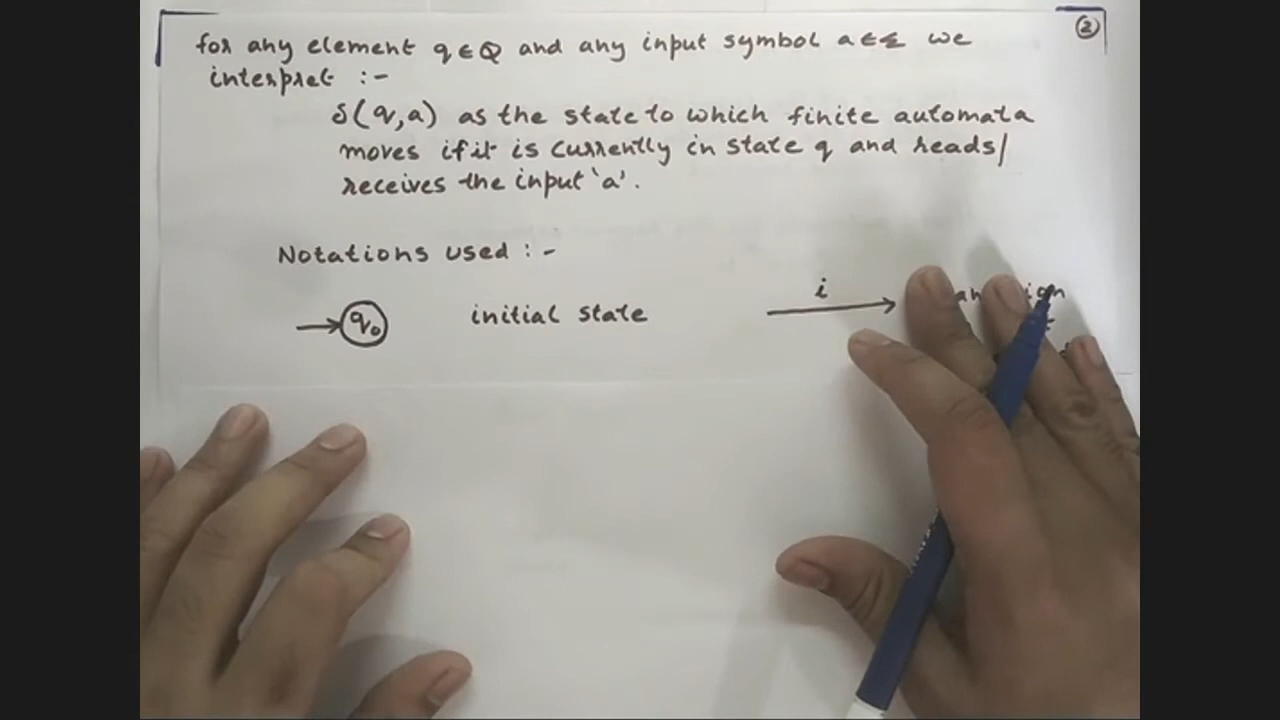 ②
for any element q ∈ Q and any input symbol a ∈ Σ we
interpret :-
δ(q,a) as the state to which finite automata
moves if it is currently in state q and reads/
receives the input 'a'.
Notations used :-
q₀ initial state
i